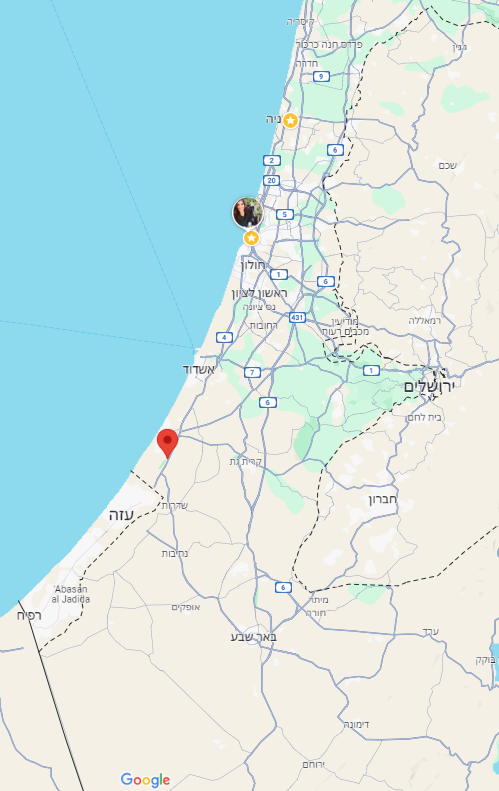 קיסריה
פרדס חנה כרכור
ג'נין
חדרה
9
ניה
6
2
שכם
20
5
חולון
1
6
ראשון לציון
נס ציונה
431
רחובות
מודיעין
מכבים רעות
רמאללה
4
אשדוד
7
1
ירושלים
6
בית לחם
קרית גת
חברון
שדרות
עזה
נתיבות
'Abasan
al Jadida
6
מיתר
אופקים
חורה
רפיח
ערד
באר שבע
בוקק
דימונה
ירוחם
Google